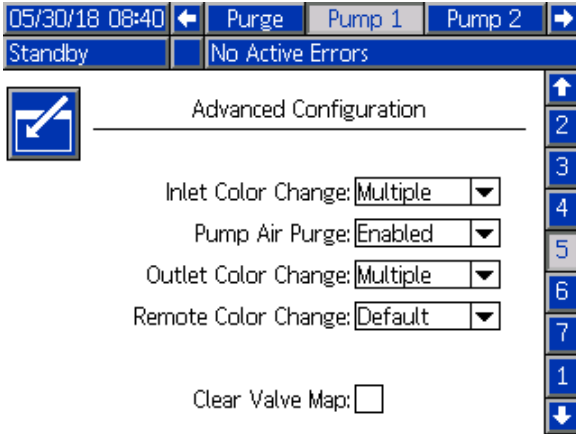 05/30/18 08:40 Purge Pump 1 Pump 2
Standby No Active Errors
Advanced Configuration
Inlet Color Change: Multiple
Pump Air Purge: Enabled
Outlet Color Change: Multiple
Remote Color Change: Default
Clear Valve Map:
2
3
4
5
6
7
1